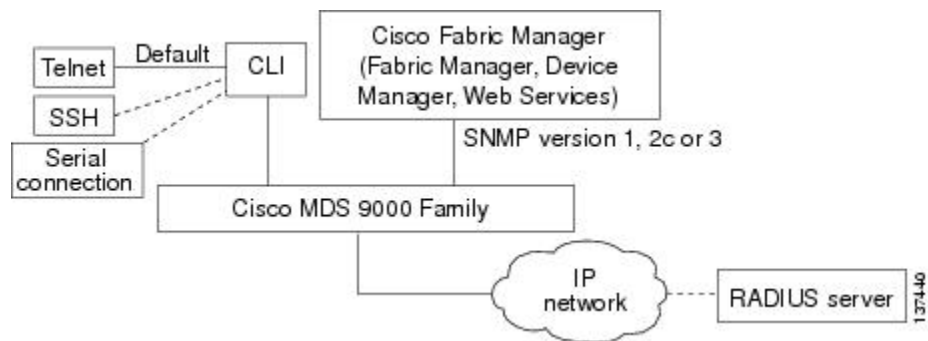 Telnet
Default
CLI
SSH
Serial
connection
Cisco Fabric Manager
(Fabric Manager, Device
Manager, Web Services)
SNMP version 1, 2c or 3
Cisco MDS 9000 Family
IP
network
RADIUS server
137440